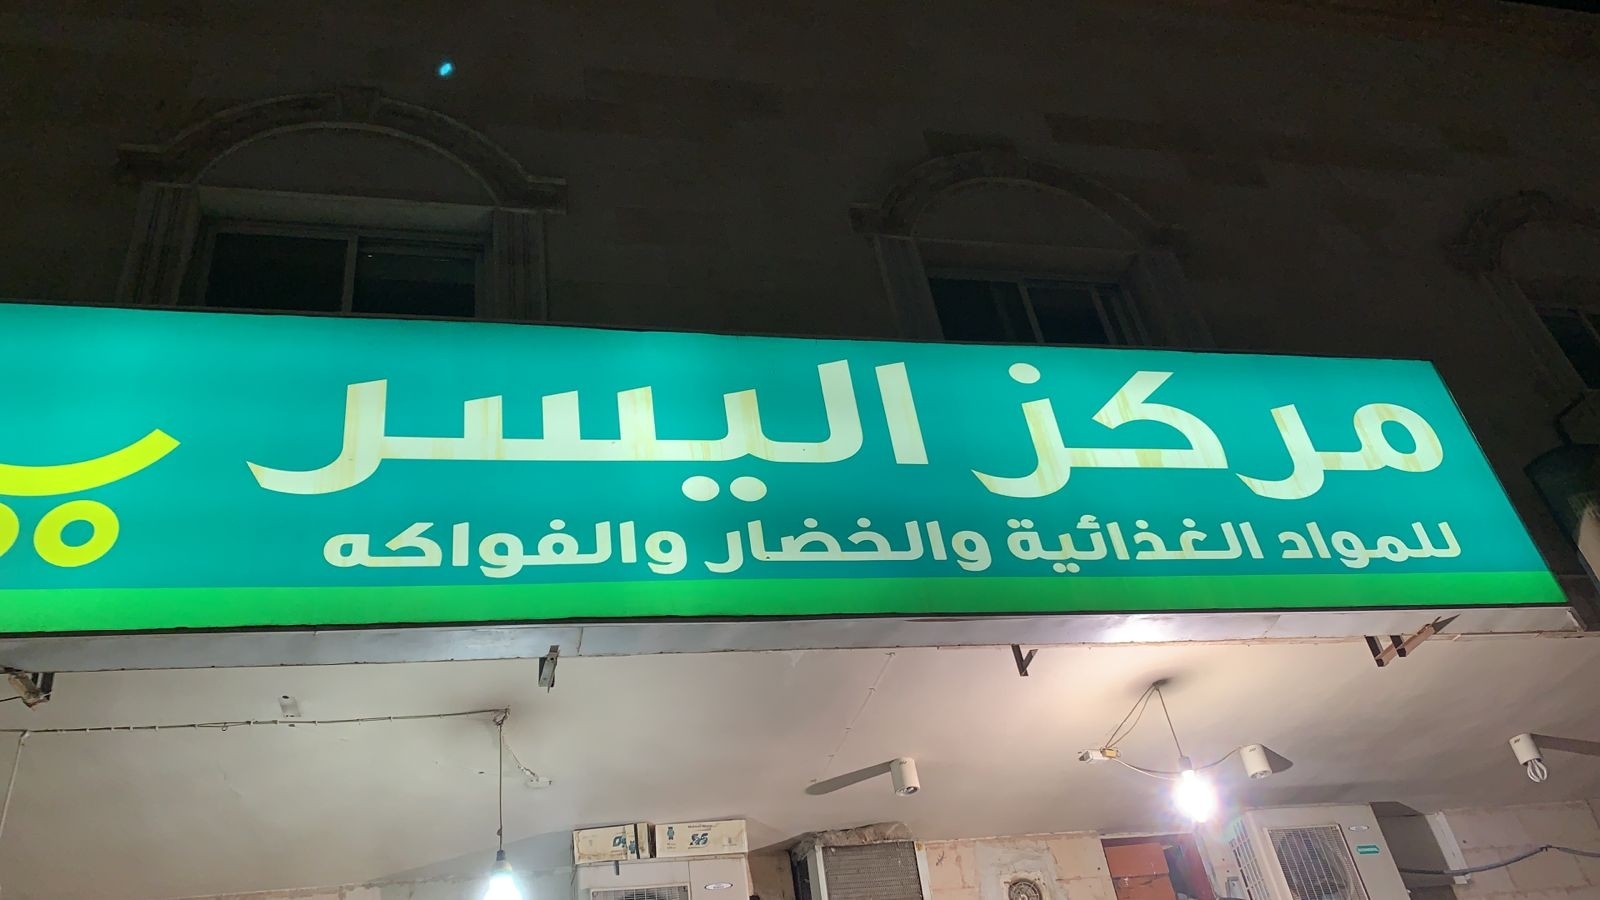 مركز اليسر
للمواد الغذائية والخضار والفواكه